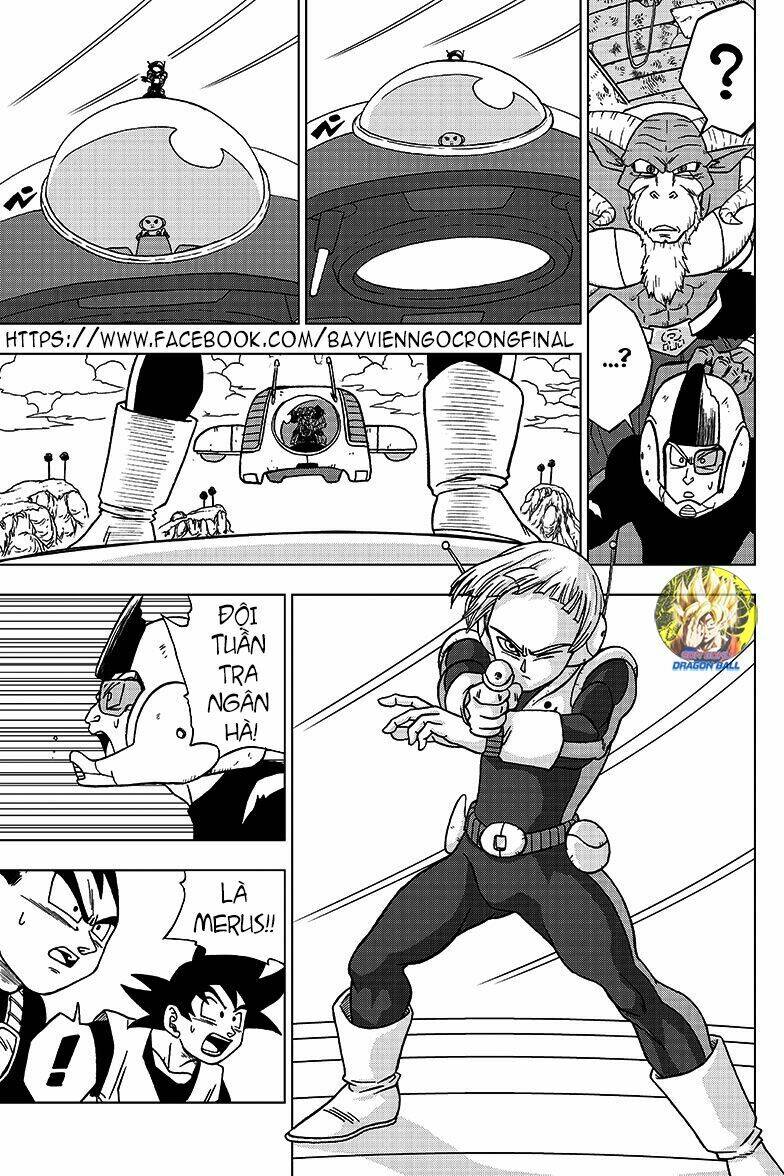 ?
...?
HTTPS://WWW.FACEBOOK.COM/BAYVIENNGOCRONGFINAL
ĐỘI
TUẦN
TRA
NGÂN
HÀ!
LÀ
MERUS!!
!
DRAGON BALL